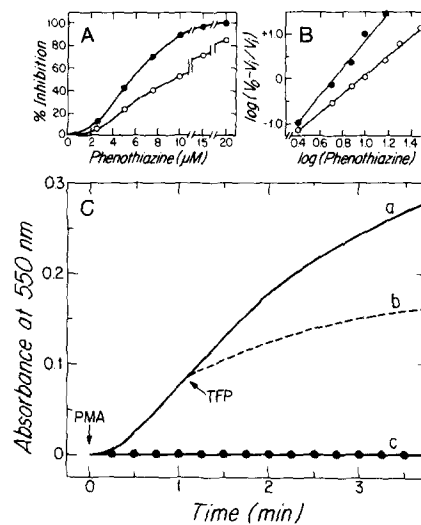 A
% Inhibition
100
80
60
40
20
0
0 2 4 6 8 10 15 20
Phenothiazine (µM)
B
log (V₀-Vᵢ/Vᵢ)
+1.0
0
-1.0
0.4 0.6 0.8 1.0 1.2 1.4
log (Phenothiazine)
C
Absorbance at 550 nm
0.3
0.2
0.1
0
PMA
TFP
a
b
c
0 1 2 3
Time (min)